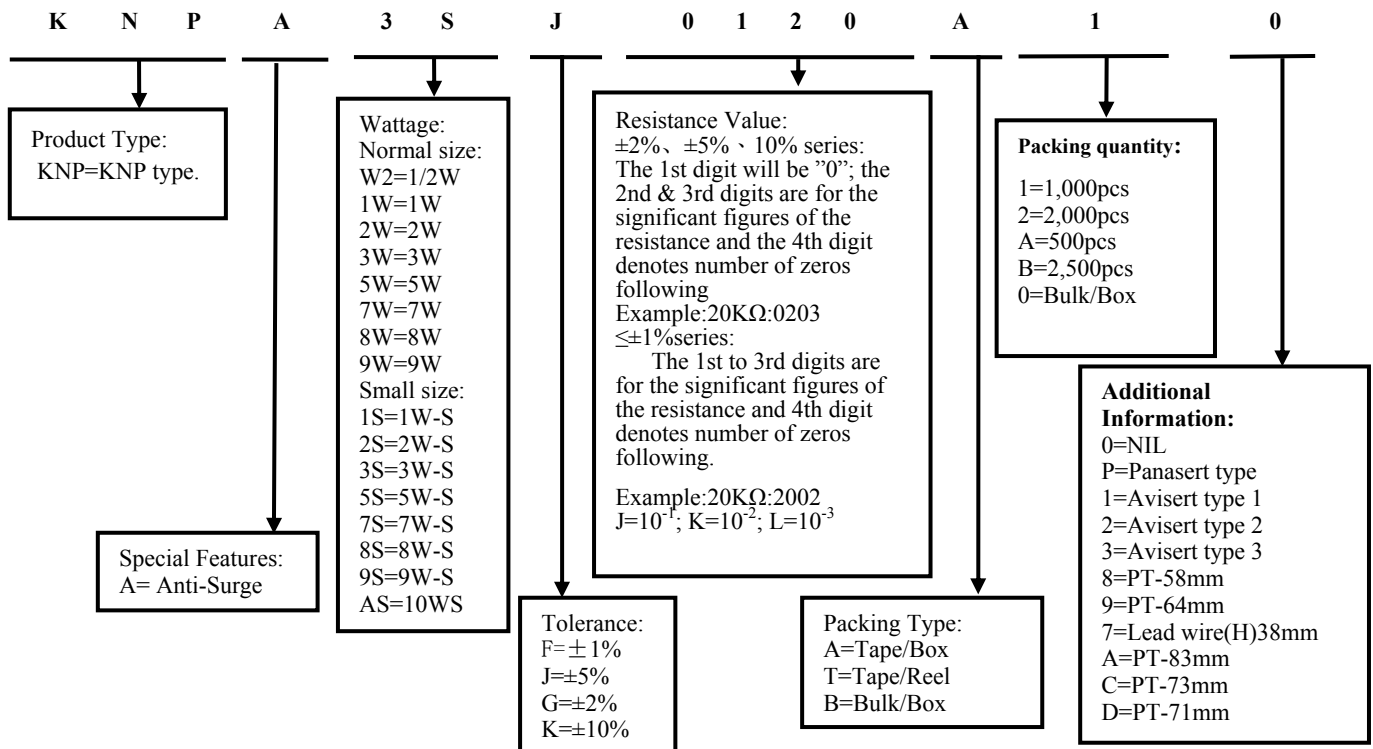 K N P A 3 S J 0 1 2 0 A 1 0
Product Type:
KNP=KNP type.
Special Features:
A= Anti-Surge
Wattage:
Normal size:
W2=1/2W
1W=1W
2W=2W
3W=3W
5W=5W
7W=7W
8W=8W
9W=9W
Small size:
1S=1W-S
2S=2W-S
3S=3W-S
5S=5W-S
7S=7W-S
8S=8W-S
9S=9W-S
AS=10WS
Tolerance:
F=±1%
J=±5%
G=±2%
K=±10%
Resistance Value:
±2%、±5%、10% series:
The 1st digit will be ”0”; the
2nd & 3rd digits are for the
significant figures of the
resistance and the 4th digit
denotes number of zeros
following
Example:20KΩ:0203
≤±1%series:
The 1st to 3rd digits are
for the significant figures of
the resistance and 4th digit
denotes number of zeros
following.
Example:20KΩ:2002
J=10⁻¹; K=10⁻²; L=10⁻³
Packing Type:
A=Tape/Box
T=Tape/Reel
B=Bulk/Box
Packing quantity:
1=1,000pcs
2=2,000pcs
A=500pcs
B=2,500pcs
0=Bulk/Box
Additional
Information:
0=NIL
P=Panasert type
1=Avisert type 1
2=Avisert type 2
3=Avisert type 3
8=PT-58mm
9=PT-64mm
7=Lead wire(H)38mm
A=PT-83mm
C=PT-73mm
D=PT-71mm